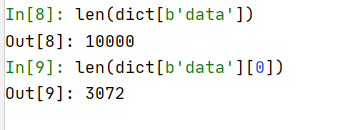 In[8]: len(dict[b'data'])
Out[8]: 10000
In[9]: len(dict[b'data'][0])
Out[9]: 3072